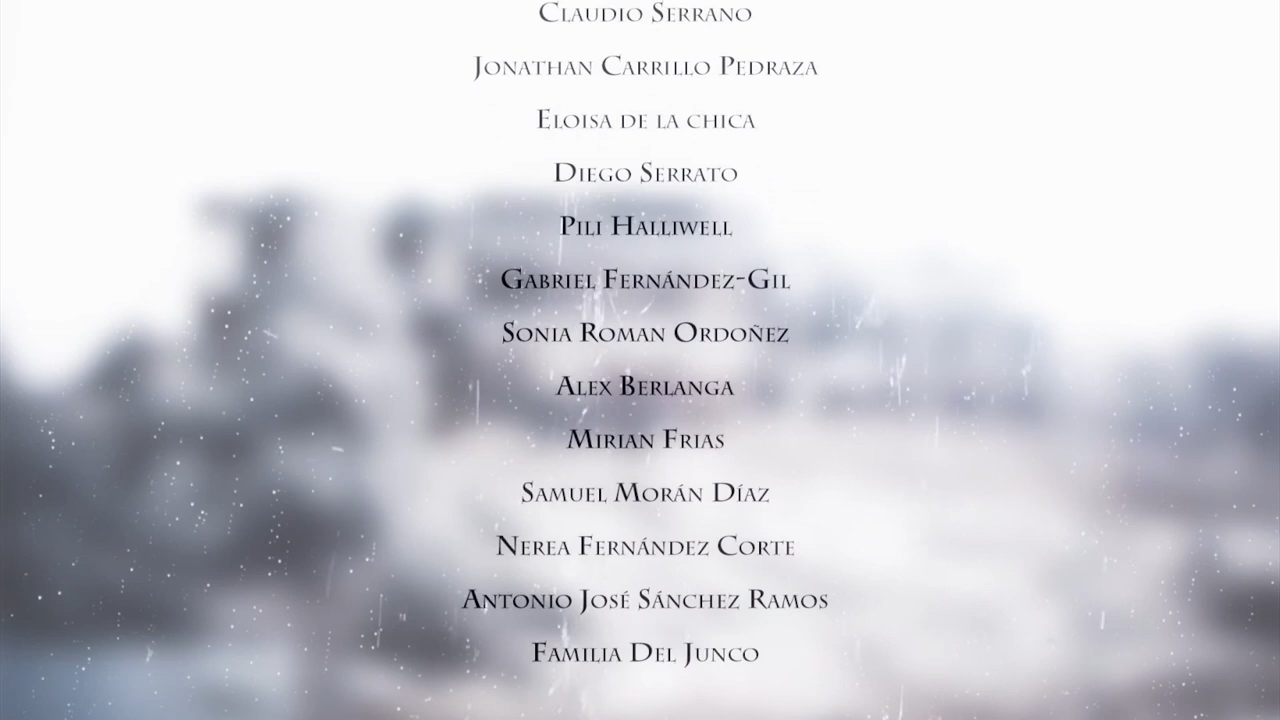 Claudio Serrano
Jonathan Carrillo Pedraza
Eloisa de la chica
Diego Serrato
Pili Halliwell
Gabriel Fernández-Gil
Sonia Roman Ordoñez
Alex Berlanga
Mirian Frias
Samuel Morán Díaz
Nerea Fernández Corte
Antonio José Sánchez Ramos
Familia Del Junco